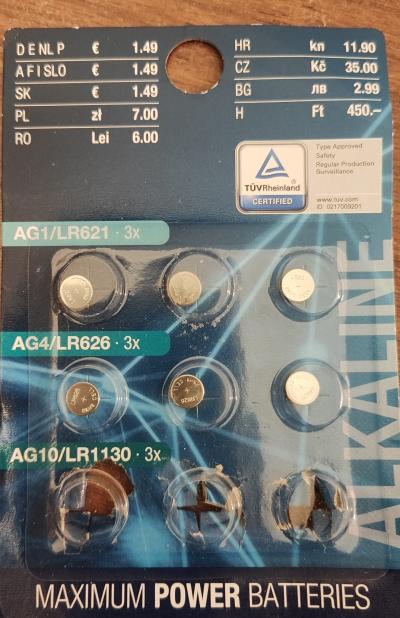 D E N L P € 1.49
A F I S L O € 1.49
SK € 1.49
PL zł 7.00
RO Lei 6.00
HR kn 11.90
CZ Kč 35.00
BG лв 2.99
H Ft 450.–
TÜVRheinland
CERTIFIED
Type Approved
Safety
Regular Production
Surveillance
www.tuv.com
ID 0217009201
AG1/LR621 · 3x
AG4/LR626 · 3x
AG10/LR1130 · 3x
ALKALINE
MAXIMUM POWER BATTERIES